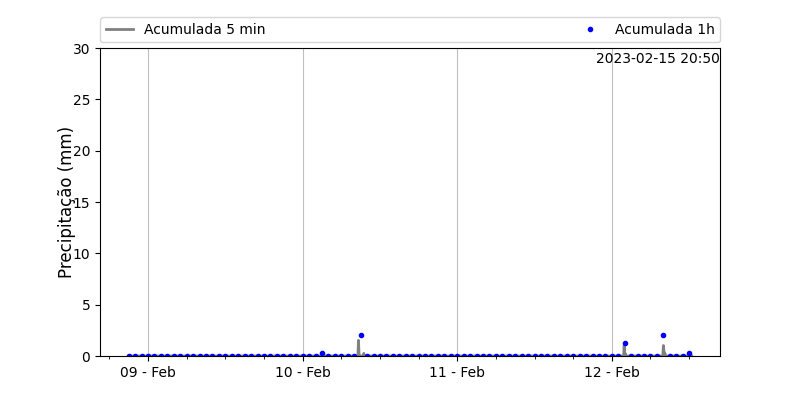 Acumulada 5 min
Acumulada 1h
2023-02-15 20:50
Precipitação (mm)
30
25
20
15
10
5
0
09 - Feb
10 - Feb
11 - Feb
12 - Feb